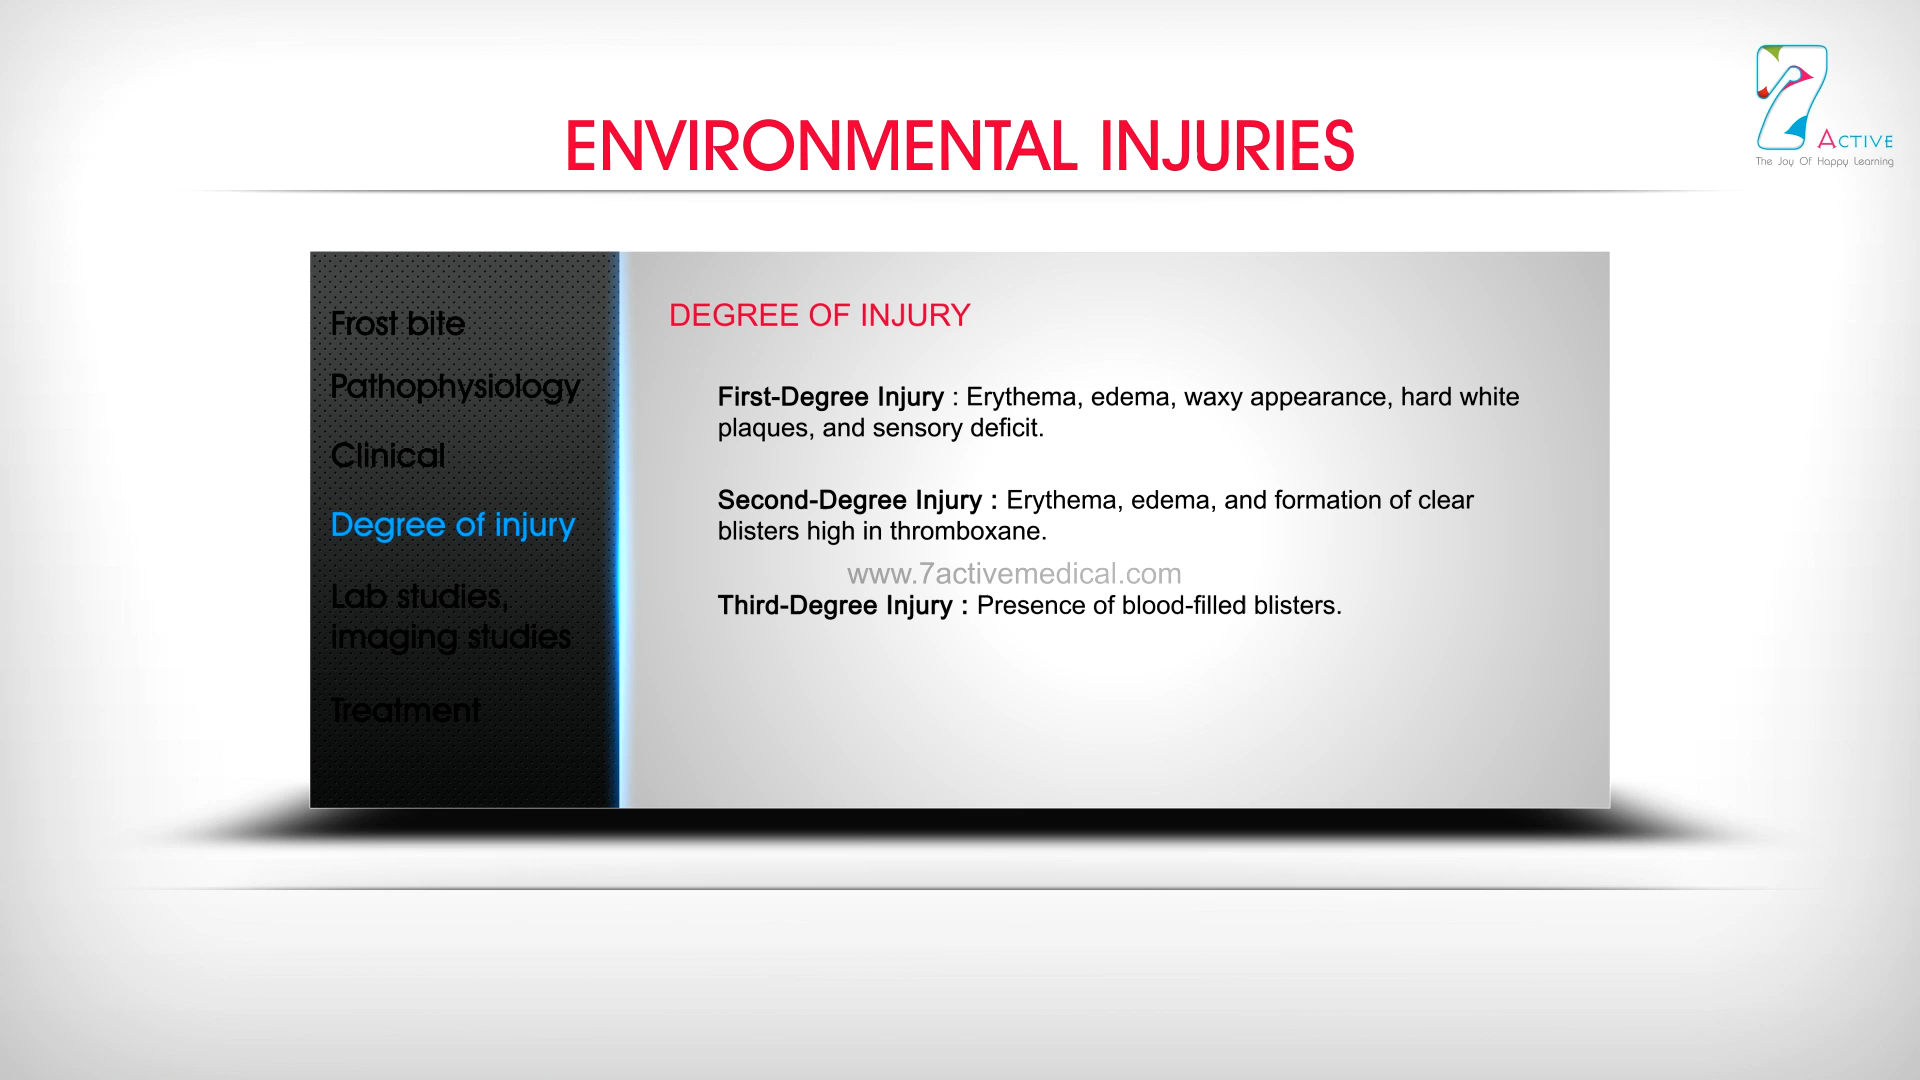 7 ACTIVE
The Joy Of Happy Learning
ENVIRONMENTAL INJURIES
Frost bite
Pathophysiology
Clinical
Degree of injury
Lab studies,
imaging studies
Treatment
DEGREE OF INJURY
First-Degree Injury : Erythema, edema, waxy appearance, hard white
plaques, and sensory deficit.
Second-Degree Injury : Erythema, edema, and formation of clear
blisters high in thromboxane.
www.7activemedical.com
Third-Degree Injury : Presence of blood-filled blisters.